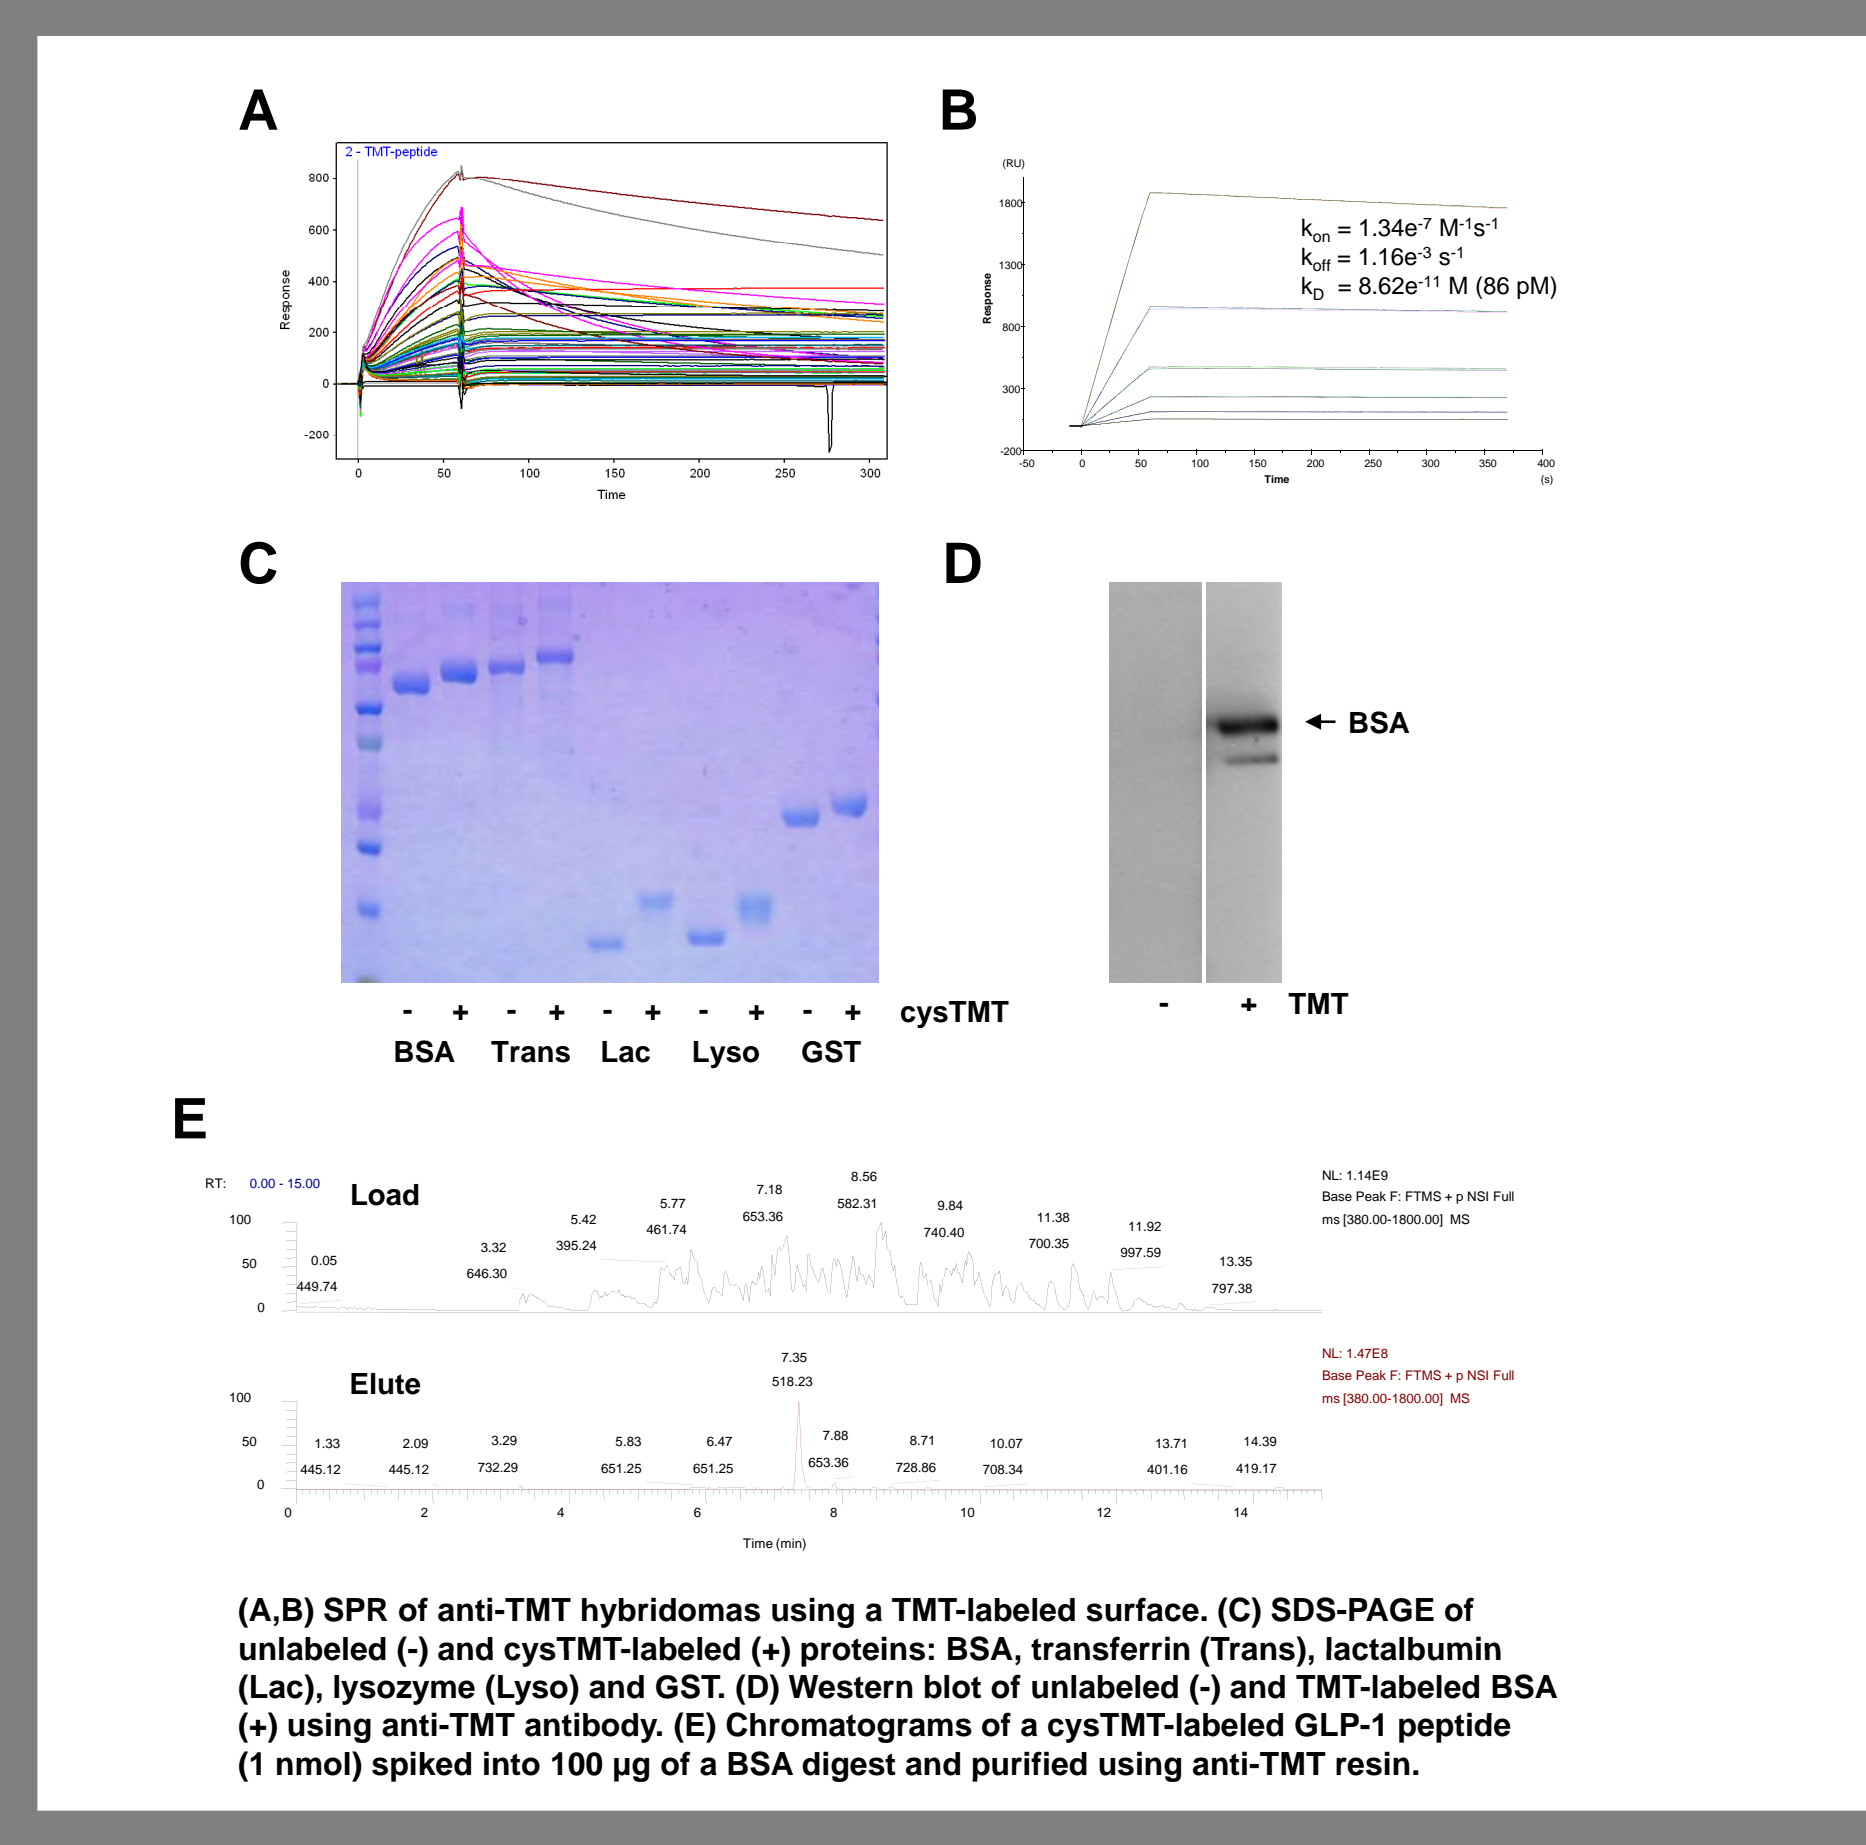 A
B
2 - TMT-peptide
800
600
400
200
0
-200
Response
0 50 100 150 200 250 300
Time
(RU)
1800
1300
800
300
-200
Response
-50 0 50 100 150 200 250 300 350 400
Time
(s)
kon = 1.34e-7 M-1s-1
koff = 1.16e-3 s-1
kD = 8.62e-11 M (86 pM)
C
D
BSA
- + - + - + - + - + cysTMT
BSA Trans Lac Lyso GST
- + TMT
E
RT: 0.00 - 15.00
Load
NL: 1.14E9
Base Peak F: FTMS + p NSI Full
ms [380.00-1800.00] MS
100
50
0
0.05
449.74
3.32
646.30
5.42
395.24
5.77
461.74
7.18
653.36
8.56
582.31
9.84
740.40
11.38
700.35
11.92
997.59
13.35
797.38
Elute
NL: 1.47E8
Base Peak F: FTMS + p NSI Full
ms [380.00-1800.00] MS
100
50
0
1.33
445.12
2.09
445.12
3.29
732.29
5.83
651.25
6.47
651.25
7.35
518.23
7.88
653.36
8.71
728.86
10.07
708.34
13.71
401.16
14.39
419.17
0 2 4 6 8 10 12 14
Time (min)
(A,B) SPR of anti-TMT hybridomas using a TMT-labeled surface. (C) SDS-PAGE of
unlabeled (-) and cysTMT-labeled (+) proteins: BSA, transferrin (Trans), lactalbumin
(Lac), lysozyme (Lyso) and GST. (D) Western blot of unlabeled (-) and TMT-labeled BSA
(+) using anti-TMT antibody. (E) Chromatograms of a cysTMT-labeled GLP-1 peptide
(1 nmol) spiked into 100 µg of a BSA digest and purified using anti-TMT resin.